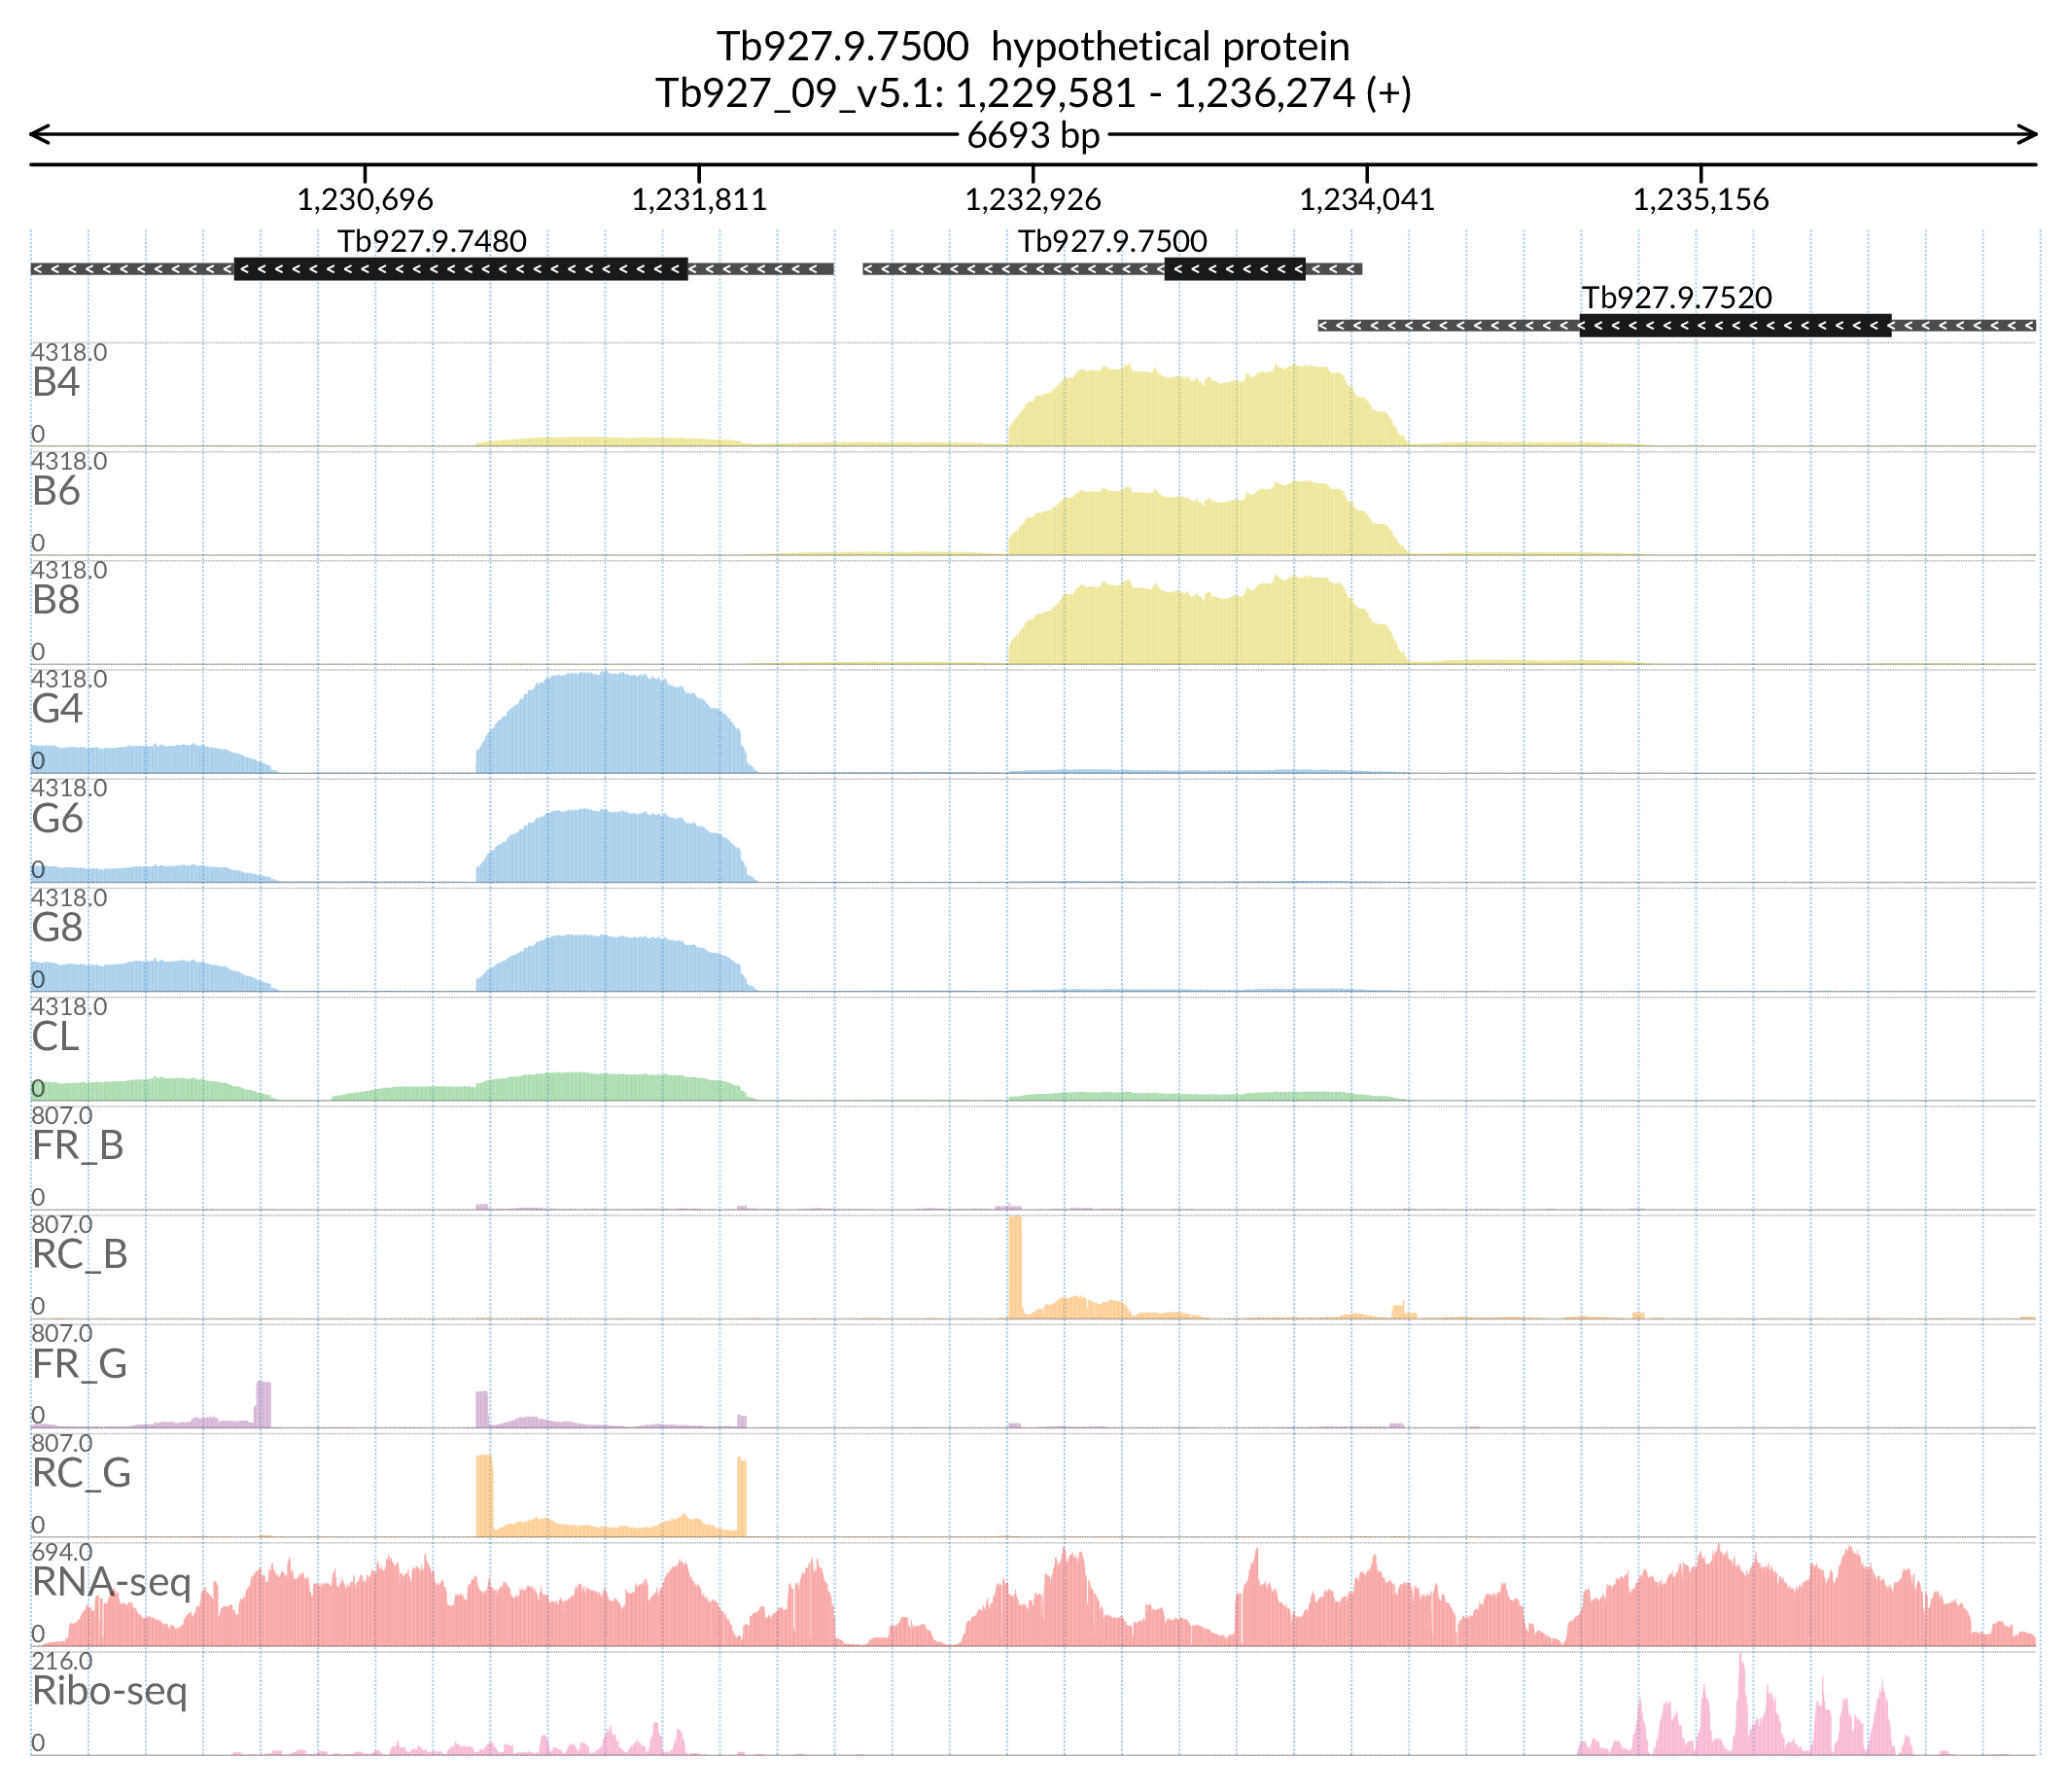 Tb927.9.7500  hypothetical protein
Tb927_09_v5.1: 1,229,581 - 1,236,274 (+)
6693 bp
1,230,696 1,231,811 1,232,926 1,234,041 1,235,156
Tb927.9.7480 Tb927.9.7500
Tb927.9.7520
4318.0
B4
0
4318.0
B6
0
4318.0
B8
0
4318.0
G4
0
4318.0
G6
0
4318.0
G8
0
4318.0
CL
0
807.0
FR_B
0
807.0
RC_B
0
807.0
FR_G
0
807.0
RC_G
0
694.0
RNA-seq
0
216.0
Ribo-seq
0